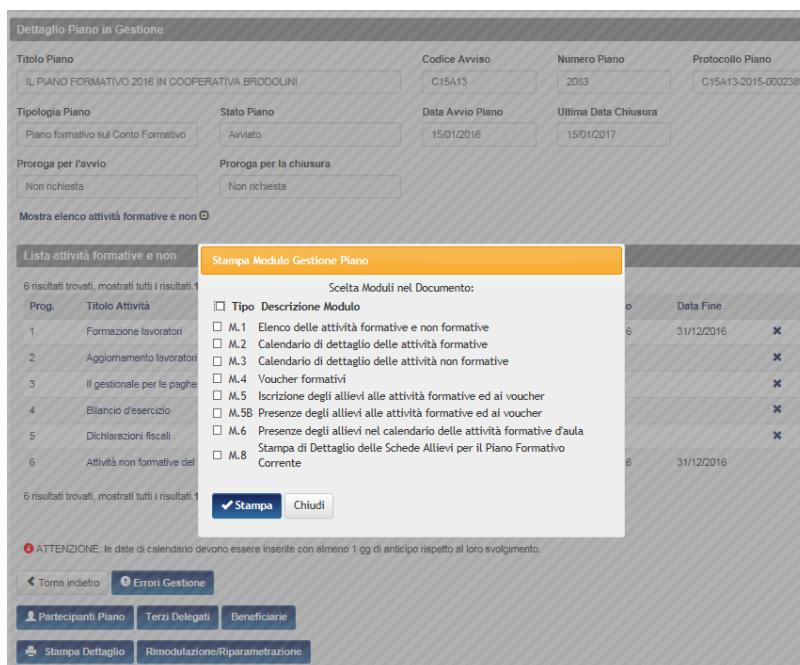 Dettaglio Piano in Gestione
Titolo Piano Codice Avviso Numero Piano Protocollo Piano
IL PIANO FORMATIVO 2016 IN COOPERATIVA BRODOLINI C15A13 2083 C15A13-2015-000238
Tipologia Piano Stato Piano Data Avvio Piano Ultima Data Chiusura
Piano formativo sul Conto Formativo Avviato 15/01/2016 15/01/2017
Proroga per l'avvio Proroga per la chiusura
Non richiesta Non richiesta
Mostra elenco attività formative e non
Lista attività formative e non
Stampa Modulo Gestione Piano
6 risultati trovati, mostrati tutti i risultati.1
Scelta Moduli nel Documento:
Prog. Titolo Attività o Data Fine
Tipo Descrizione Modulo
1 Formazione lavoratori 6 31/12/2016
M.1 Elenco delle attività formative e non formative
M.2 Calendario di dettaglio delle attività formative
2 Aggiornamento lavoratori
M.3 Calendario di dettaglio delle attività non formative
3 Il gestionale per le paghe
M.4 Voucher formativi
M.5 Iscrizione degli allievi alle attività formative ed ai voucher
4 Bilancio d'esercizio
M.5B Presenze degli allievi alle attività formative ed ai voucher
5 Dichiarazioni fiscali
M.6 Presenze degli allievi nel calendario delle attività formative d'aula
M.8 Stampa di Dettaglio delle Schede Allievi per il Piano Formativo
Corrente
6 Attività non formative del 6 31/12/2016
6 risultati trovati, mostrati tutti i risultati.1
Stampa Chiudi
ATTENZIONE: le date di calendario devono essere inserite con almeno 1 gg di anticipo rispetto al loro svolgimento.
Torna indietro Errori Gestione
Partecipanti Piano Terzi Delegati Beneficiarie
Stampa Dettaglio Rimodulazione/Riparametrazione